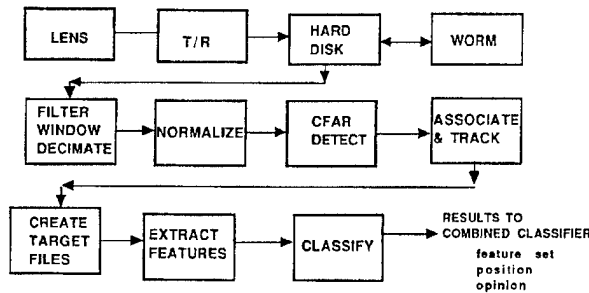 LENS
T/R
HARD
DISK
WORM
FILTER
WINDOW
DECIMATE
NORMALIZE
CFAR
DETECT
ASSOCIATE
& TRACK
CREATE
TARGET
FILES
EXTRACT
FEATURES
CLASSIFY
RESULTS TO
COMBINED CLASSIFIER
feature set
position
opinion